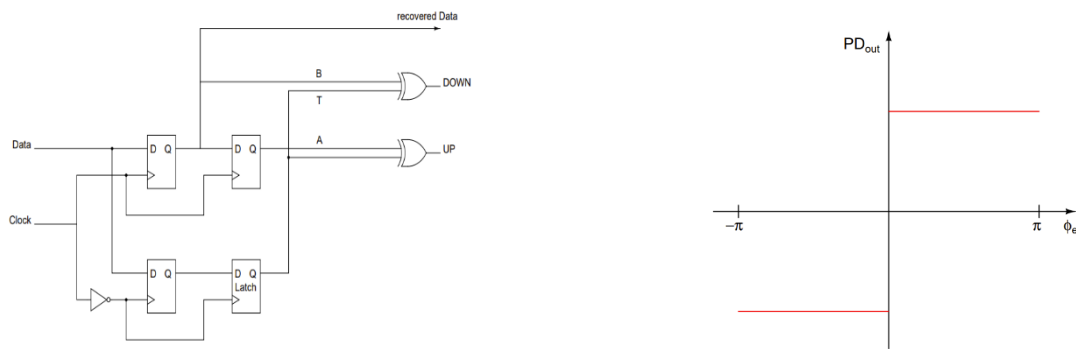 recovered Data
B
DOWN
T
Data
D Q
D Q
A
UP
Clock
D Q
D Q
Latch
PDout
−π
π
ϕe